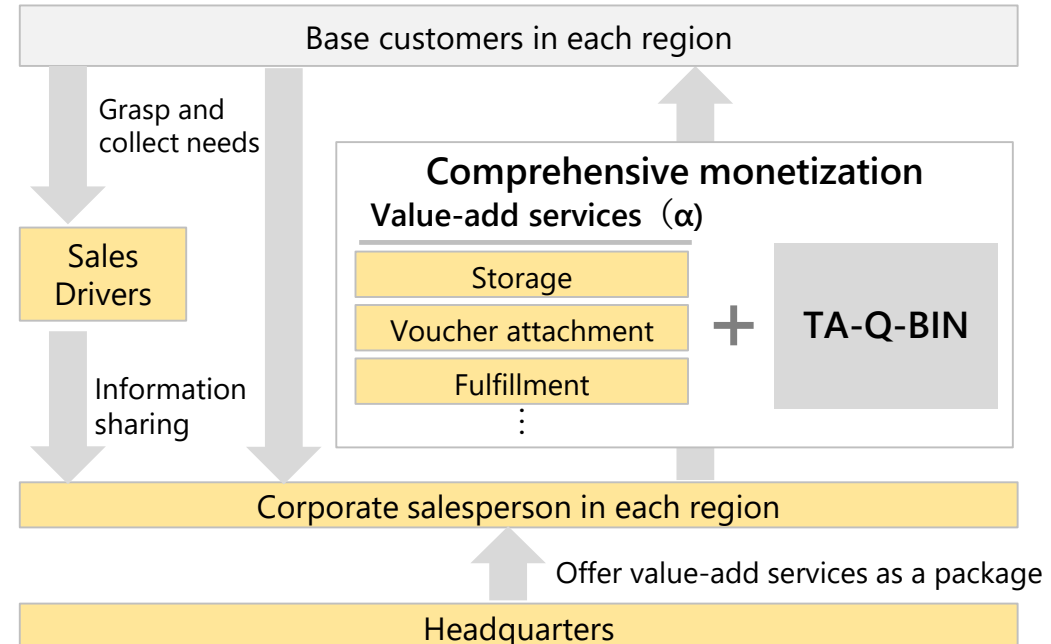 Base customers in each region
Grasp and
collect needs
Comprehensive monetization
Value-add services（α)
Sales
Drivers
Storage
Voucher attachment
Fulfillment
⋮
+
TA-Q-BIN
Information
sharing
Corporate salesperson in each region
Offer value-add services as a package
Headquarters